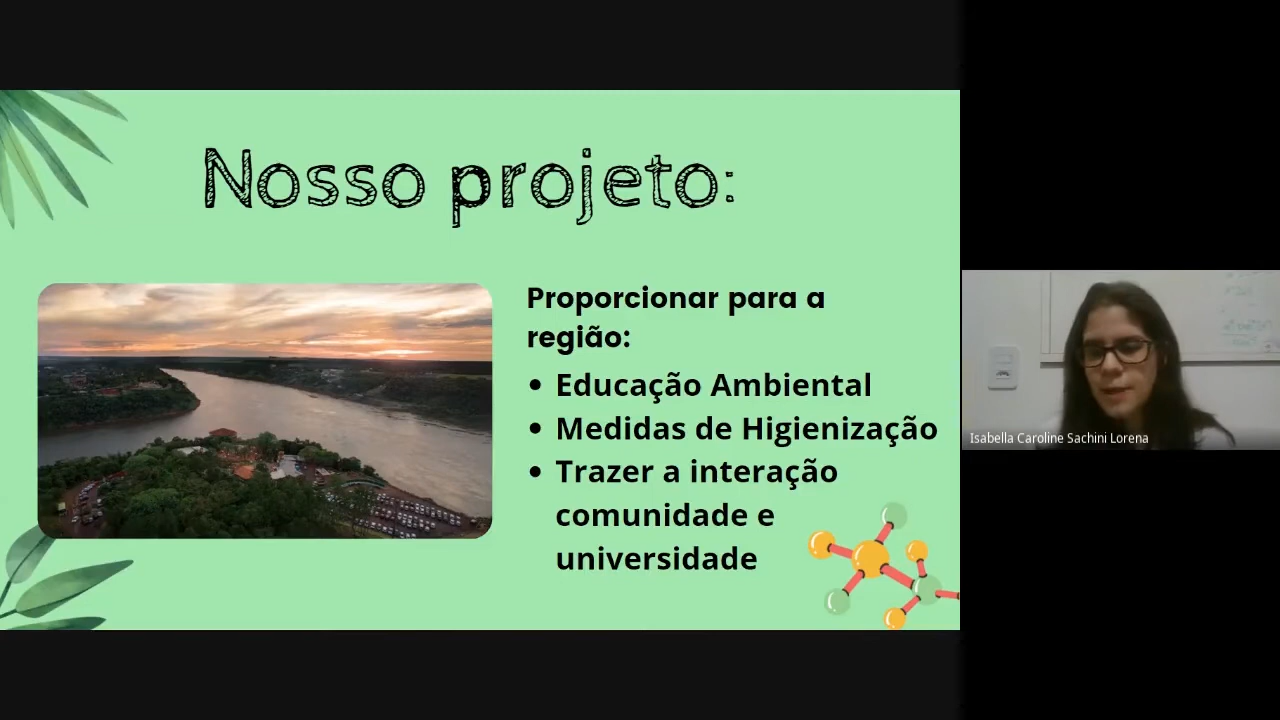 Nosso projeto:
Proporcionar para a
região:
• Educação Ambiental
• Medidas de Higienização
• Trazer a interação
comunidade e
universidade
Isabella Caroline Sachini Lorena